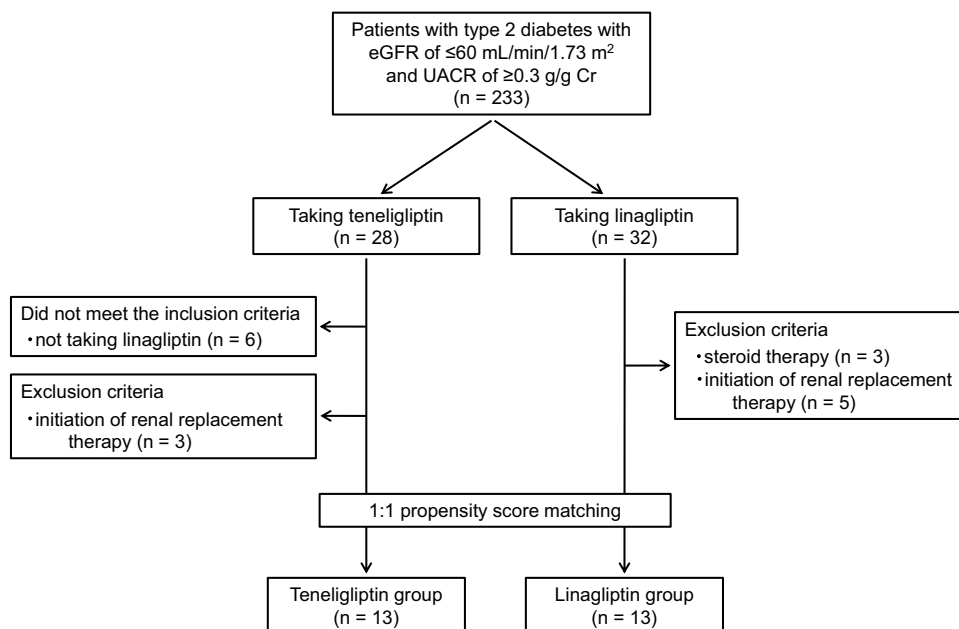 Patients with type 2 diabetes with
eGFR of ≤60 mL/min/1.73 m²
and UACR of ≥0.3 g/g Cr
(n = 233)
Taking teneligliptin
(n = 28)
Taking linagliptin
(n = 32)
Did not meet the inclusion criteria
・not taking linagliptin (n = 6)
Exclusion criteria
・initiation of renal replacement
therapy (n = 3)
Exclusion criteria
・steroid therapy (n = 3)
・initiation of renal replacement
therapy (n = 5)
1:1 propensity score matching
Teneligliptin group
(n = 13)
Linagliptin group
(n = 13)